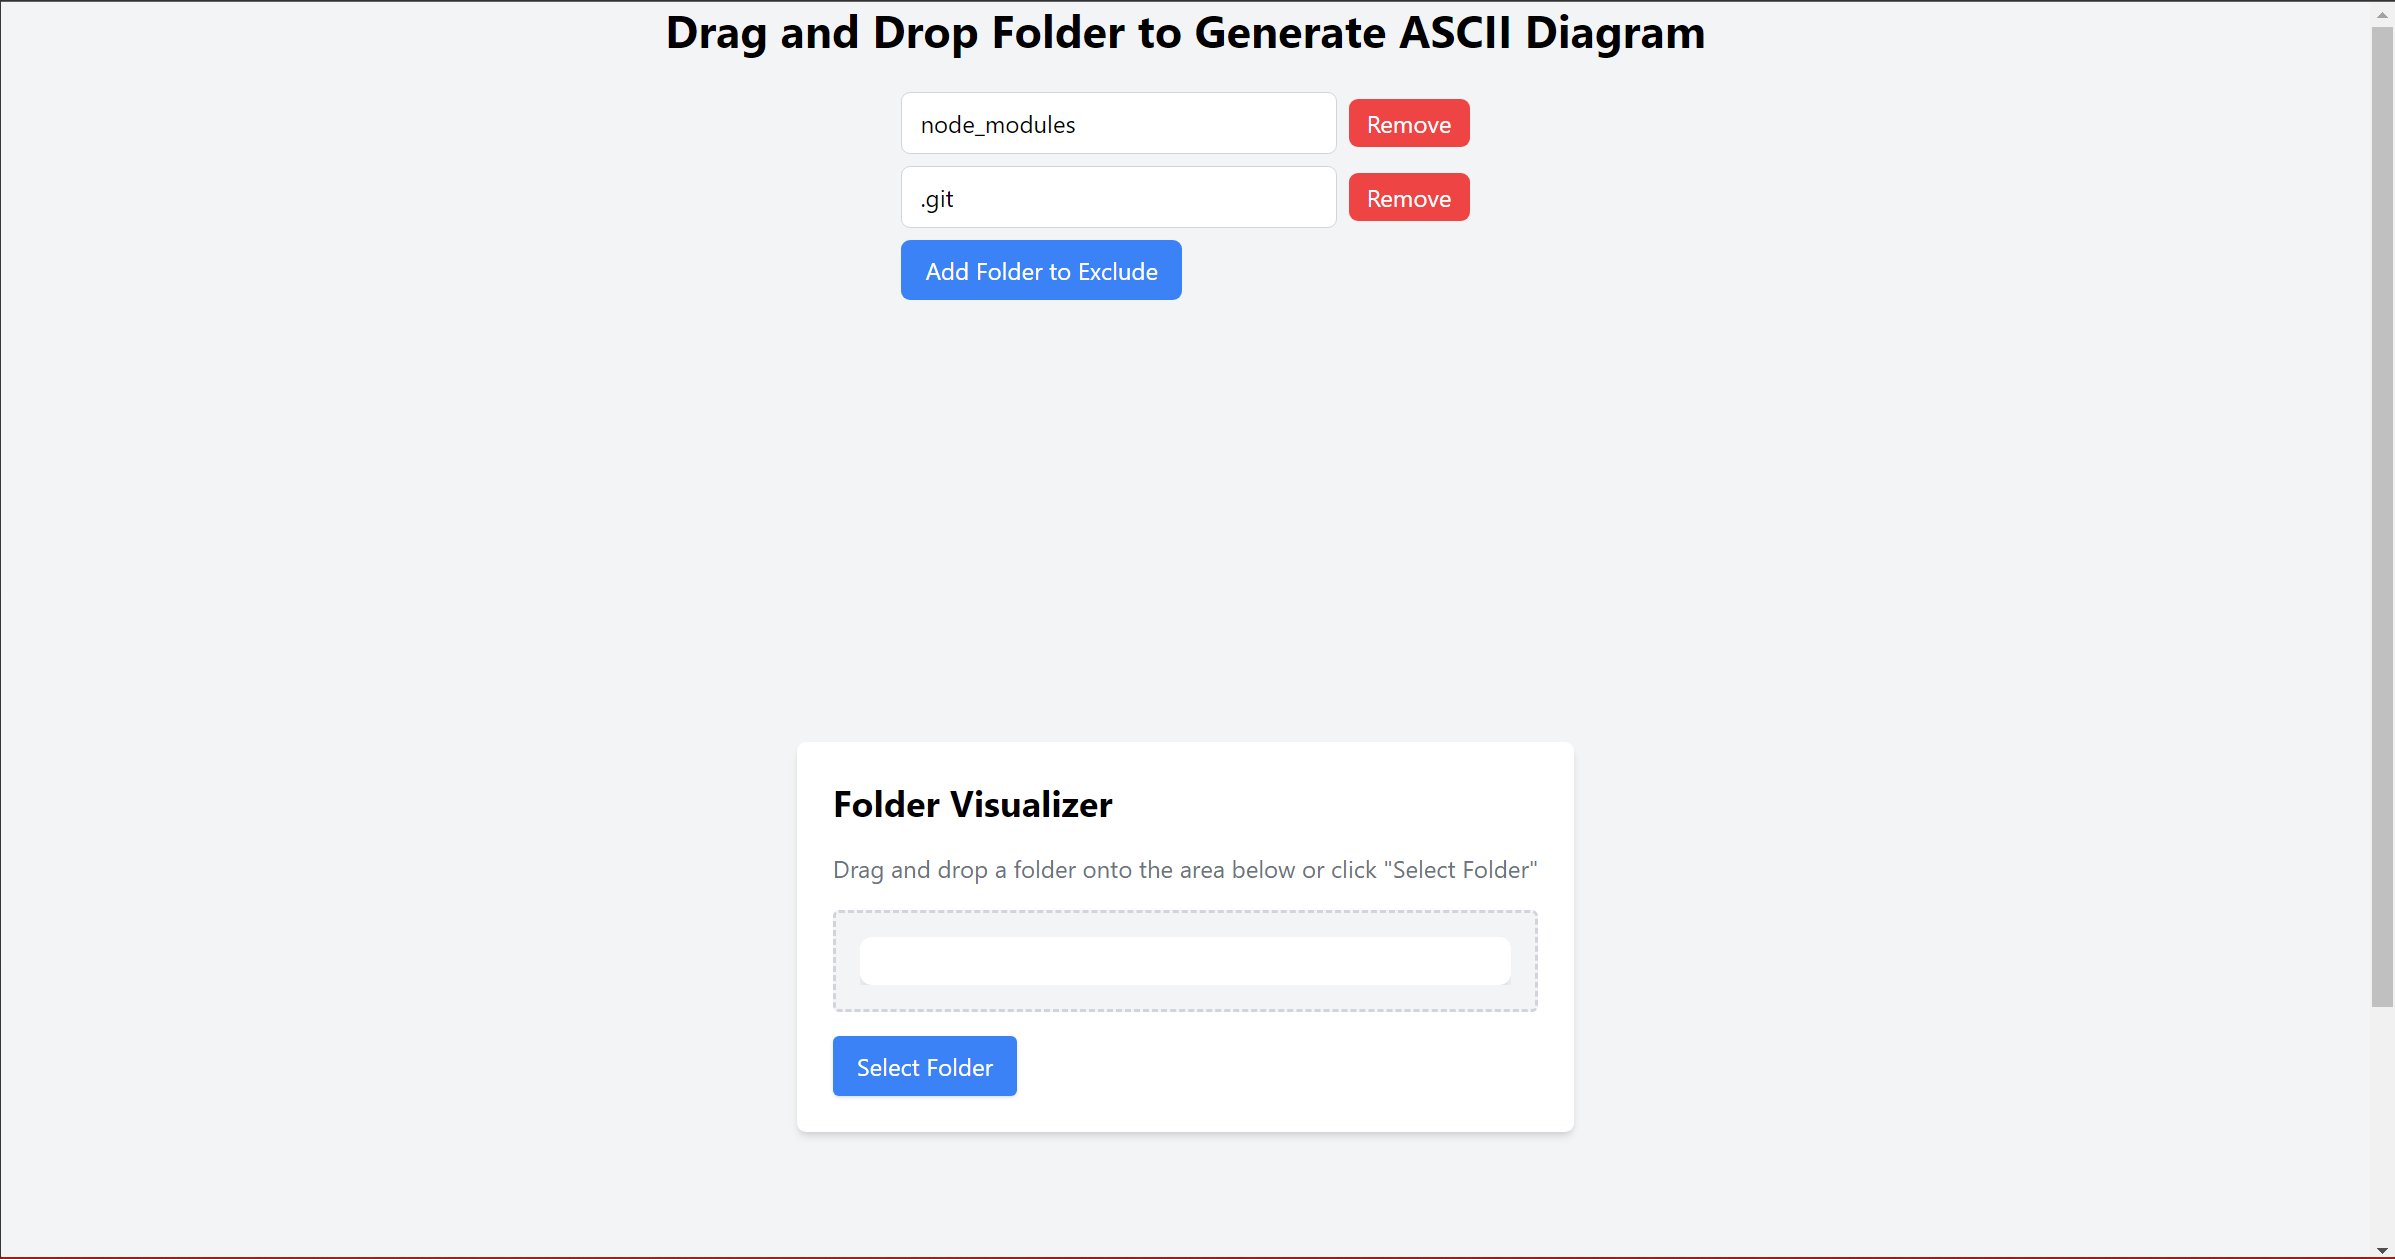 Drag and Drop Folder to Generate ASCII Diagram
node_modules
Remove
.git
Remove
Add Folder to Exclude
Folder Visualizer
Drag and drop a folder onto the area below or click "Select Folder"
Select Folder